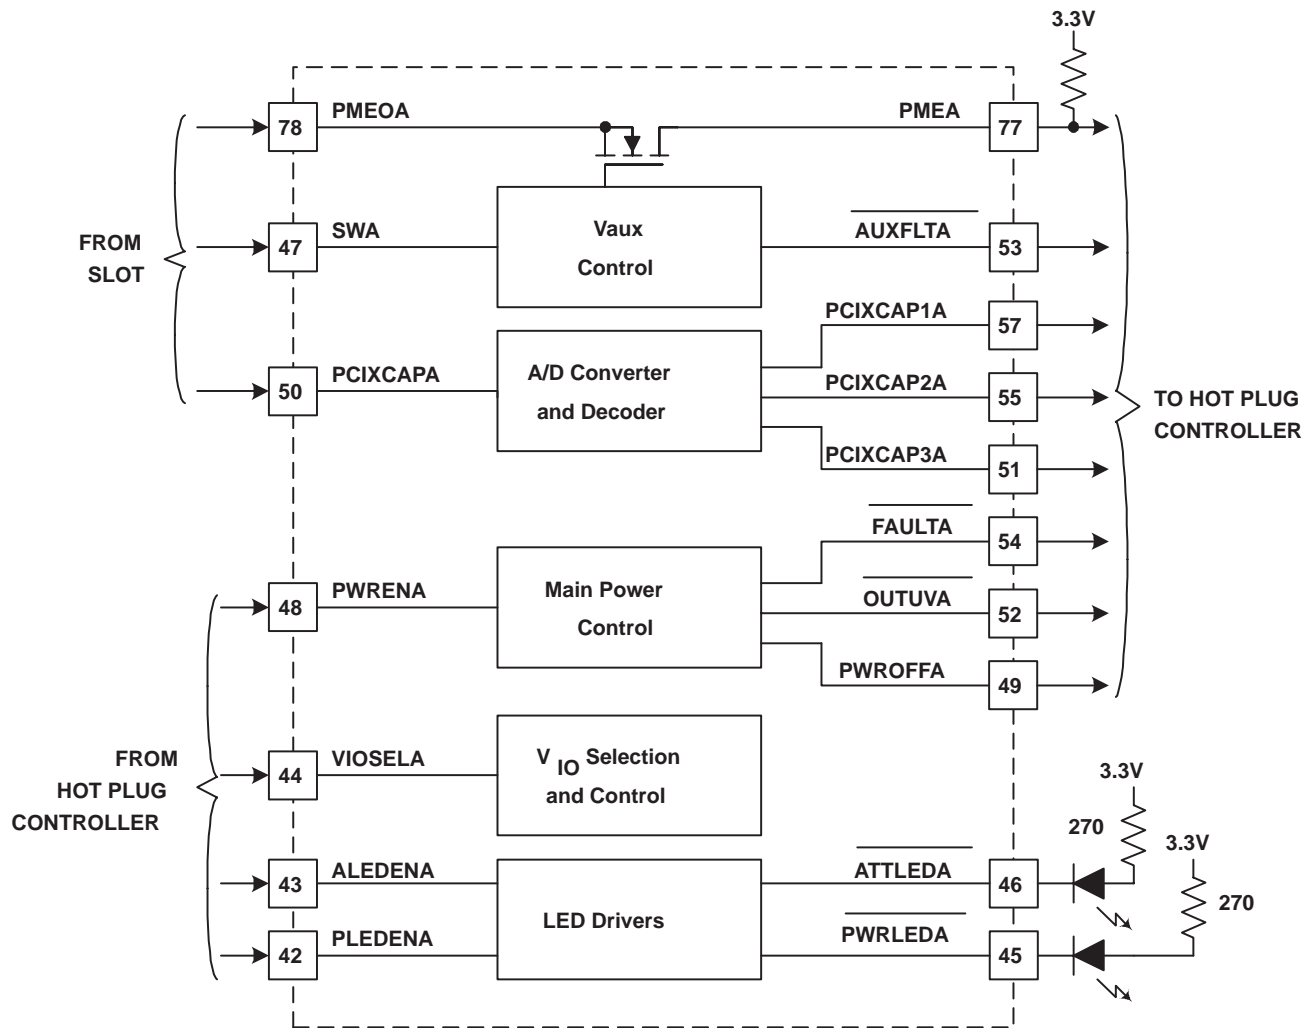 3.3V
78
PMEOA
PMEA
77
FROM
SLOT
47
SWA
Vaux
Control
AUXFLTA
53
PCIXCAP1A
57
50
PCIXCAPA
A/D Converter
and Decoder
PCIXCAP2A
55
PCIXCAP3A
51
TO HOT PLUG
CONTROLLER
FAULTA
54
48
PWRENA
Main Power
Control
OUTUVA
52
PWROFFA
49
FROM
HOT PLUG
CONTROLLER
44
VIOSELA
V IO Selection
and Control
3.3V
270
3.3V
270
43
ALEDENA
ATTLEDA
46
LED Drivers
42
PLEDENA
PWRLEDA
45